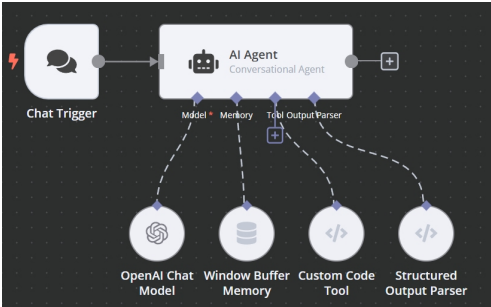 AI Agent
Conversational Agent
Chat Trigger
Model * Memory Tool Output Parser
OpenAI Chat Model
Window Buffer Memory
Custom Code Tool
Structured Output Parser